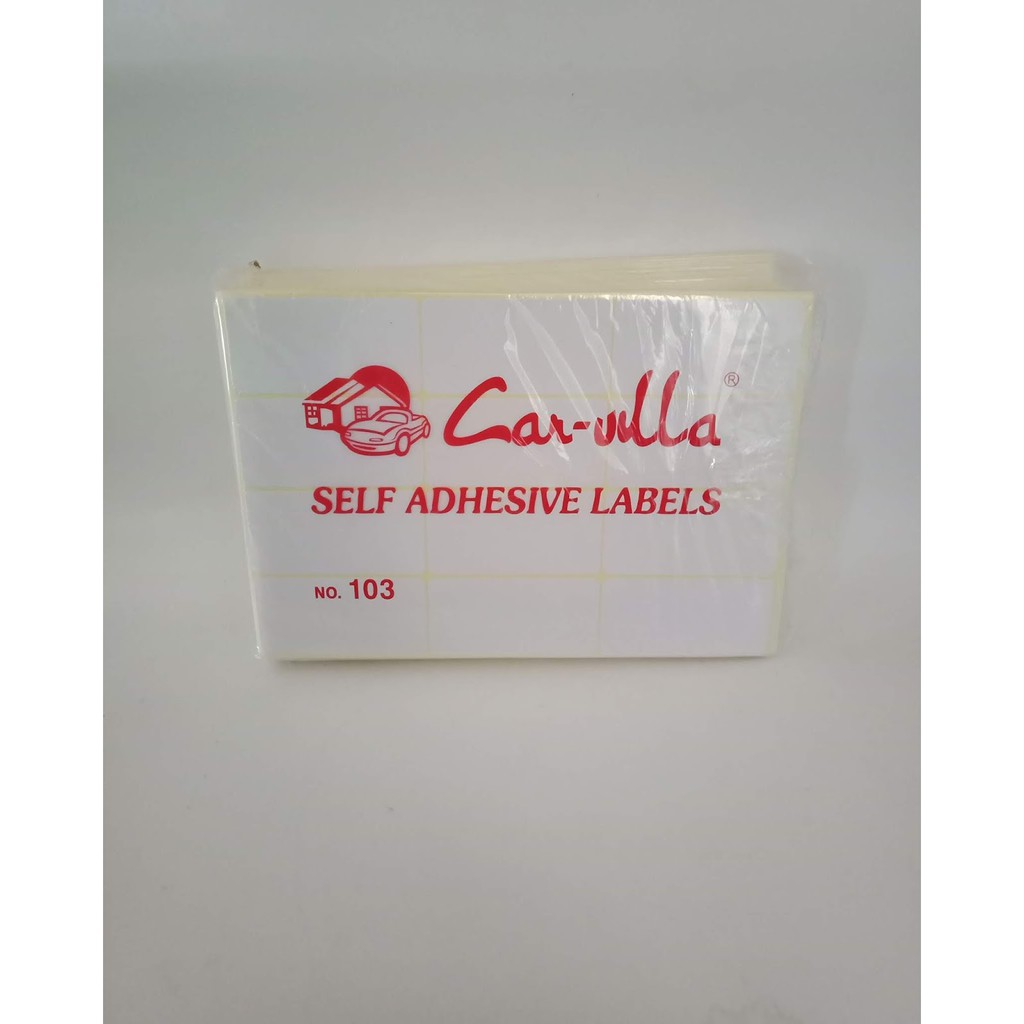 Car-villa ®
SELF ADHESIVE LABELS
NO. 103